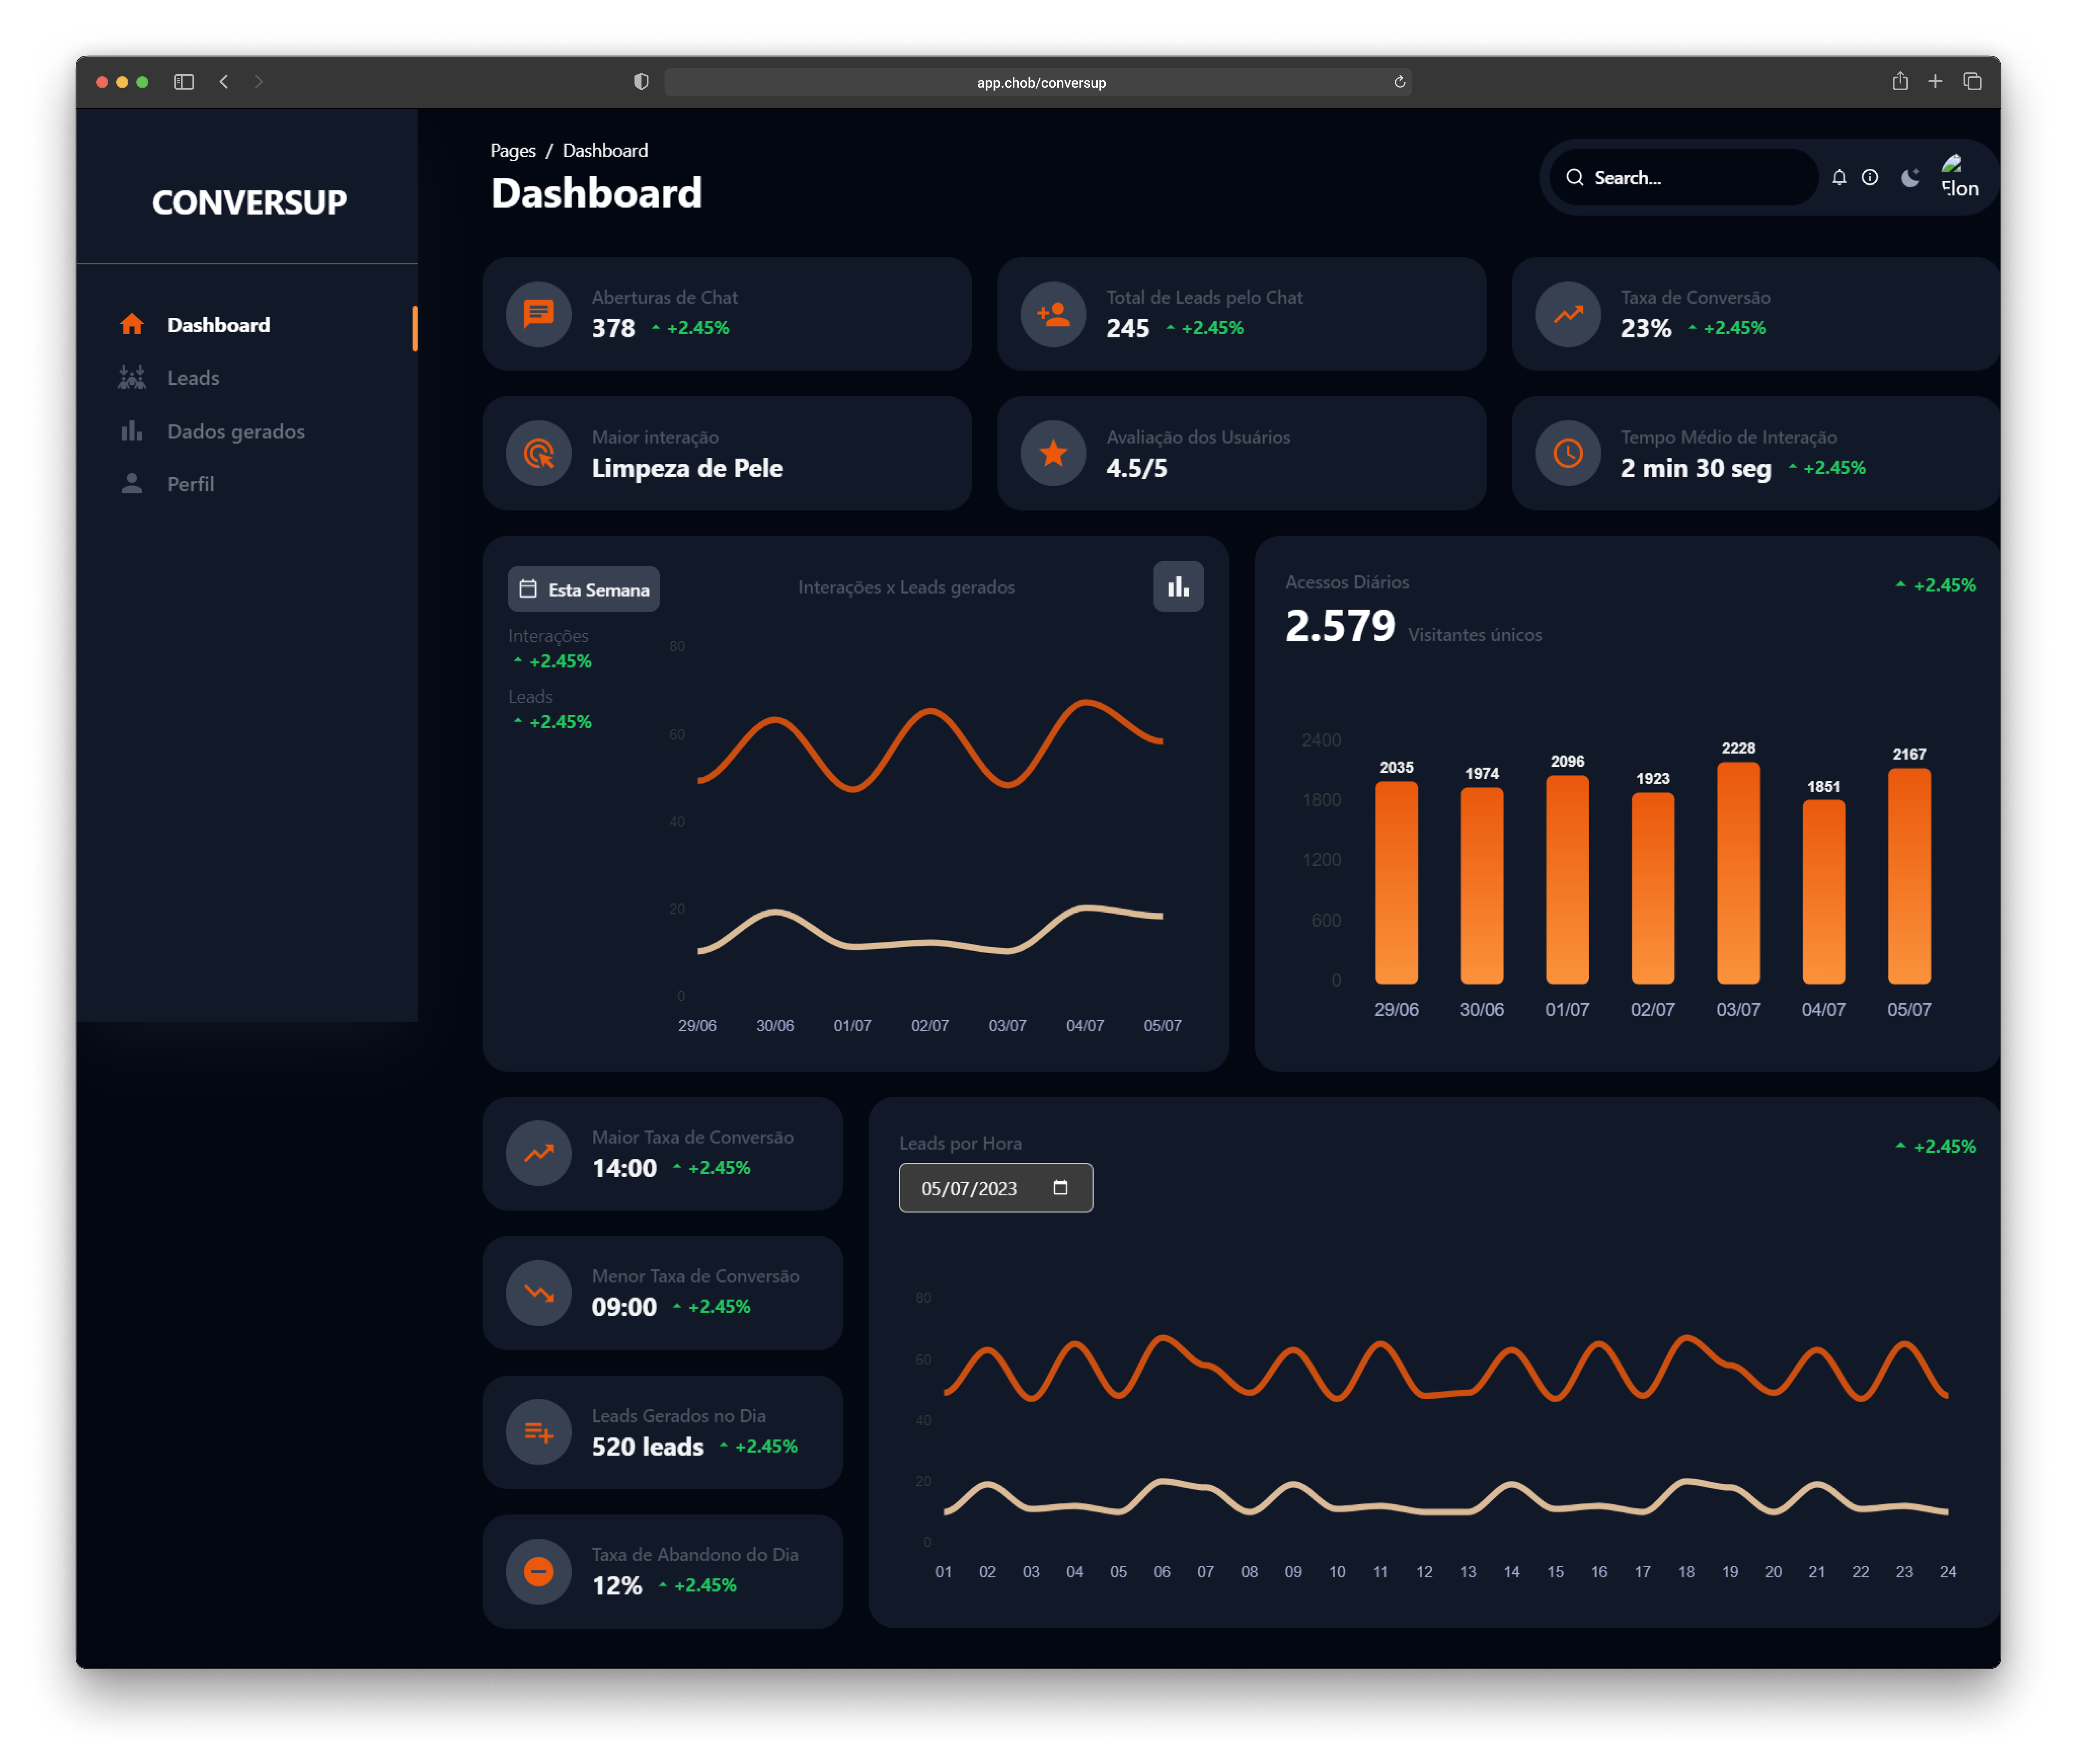 app.chob/conversup
CONVERSUP
Dashboard
Leads
Dados gerados
Perfil
Pages / Dashboard
Dashboard
Search...
Elon
Aberturas de Chat
378 +2.45%
Total de Leads pelo Chat
245 +2.45%
Taxa de Conversão
23% +2.45%
Maior interação
Limpeza de Pele
Avaliação dos Usuários
4.5/5
Tempo Médio de Interação
2 min 30 seg +2.45%
Esta Semana
Interações x Leads gerados
Interações
+2.45%
Leads
+2.45%
80
60
40
20
0
29/06 30/06 01/07 02/07 03/07 04/07 05/07
Acessos Diários
+2.45%
2.579 Visitantes únicos
2400
1800
1200
600
0
2035 1974 2096 1923 2228 1851 2167
29/06 30/06 01/07 02/07 03/07 04/07 05/07
Maior Taxa de Conversão
14:00 +2.45%
Menor Taxa de Conversão
09:00 +2.45%
Leads Gerados no Dia
520 leads +2.45%
Taxa de Abandono do Dia
12% +2.45%
Leads por Hora
+2.45%
05/07/2023
80
60
40
20
0
01 02 03 04 05 06 07 08 09 10 11 12 13 14 15 16 17 18 19 20 21 22 23 24